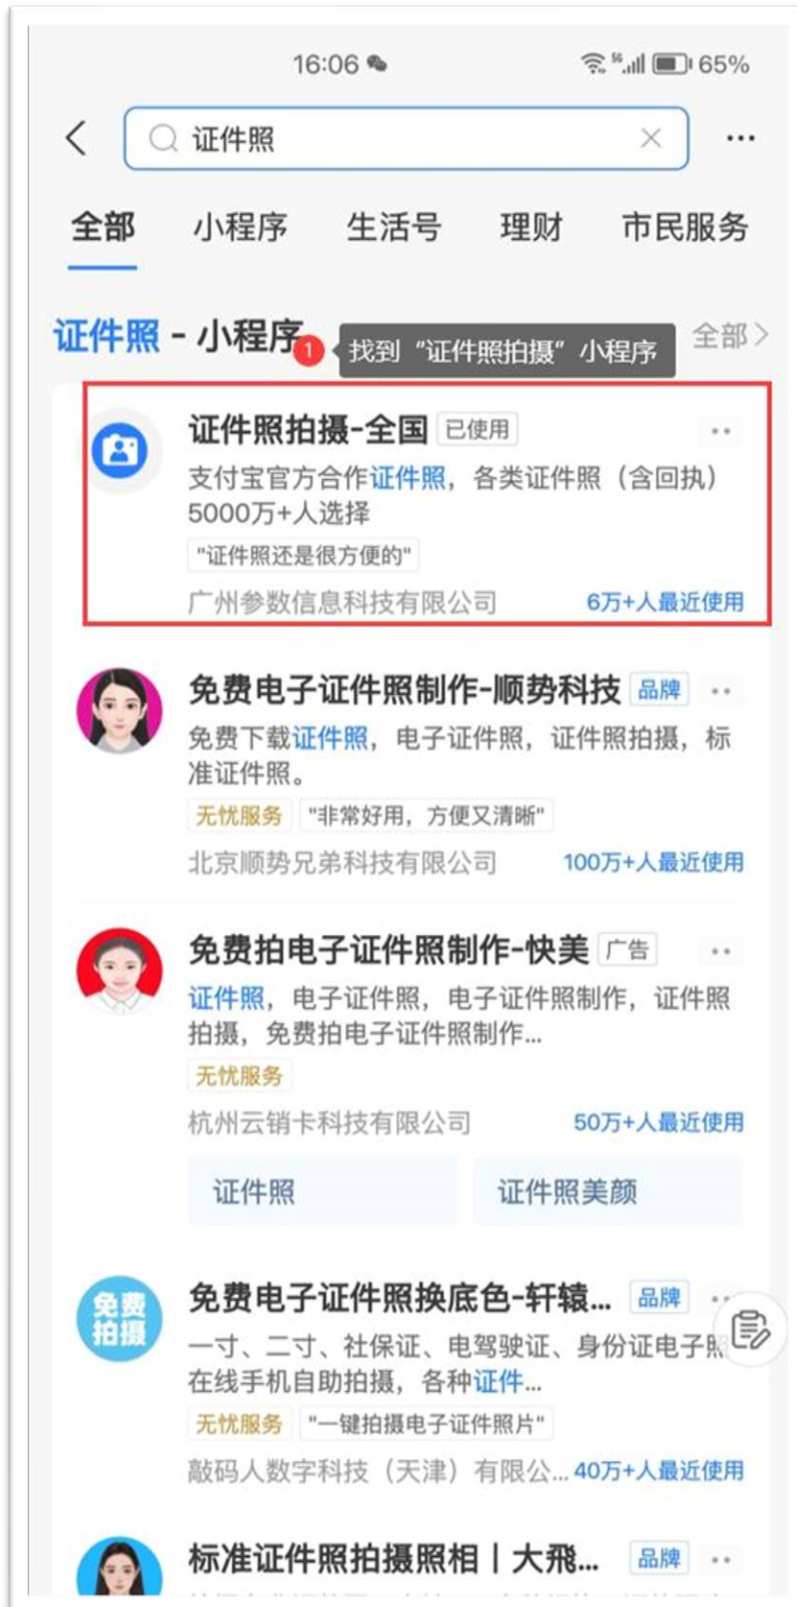 16:06
5G
65%
证件照
全部 小程序 生活号 理财 市民服务
证件照 - 小程序
1 找到“证件照拍摄”小程序
全部
证件照拍摄-全国 已使用
支付宝官方合作证件照，各类证件照（含回执）
5000万+人选择
"证件照还是很方便的"
广州参数信息科技有限公司 6万+人最近使用
免费电子证件照制作-顺势科技 品牌
免费下载证件照，电子证件照，证件照拍摄，标
准证件照。
无忧服务 "非常好用，方便又清晰"
北京顺势兄弟科技有限公司 100万+人最近使用
免费拍电子证件照制作-快美 广告
证件照，电子证件照，电子证件照制作，证件照
拍摄，免费拍电子证件照制作...
无忧服务
杭州云销卡科技有限公司 50万+人最近使用
证件照 证件照美颜
免费
拍摄
免费电子证件照换底色-轩辕... 品牌
一寸、二寸、社保证、电驾驶证、身份证电子照
在线手机自助拍摄，各种证件...
无忧服务 "一键拍摄电子证件照片"
敲码人数字科技（天津）有限公... 40万+人最近使用
标准证件照拍摄照相丨大飛... 品牌